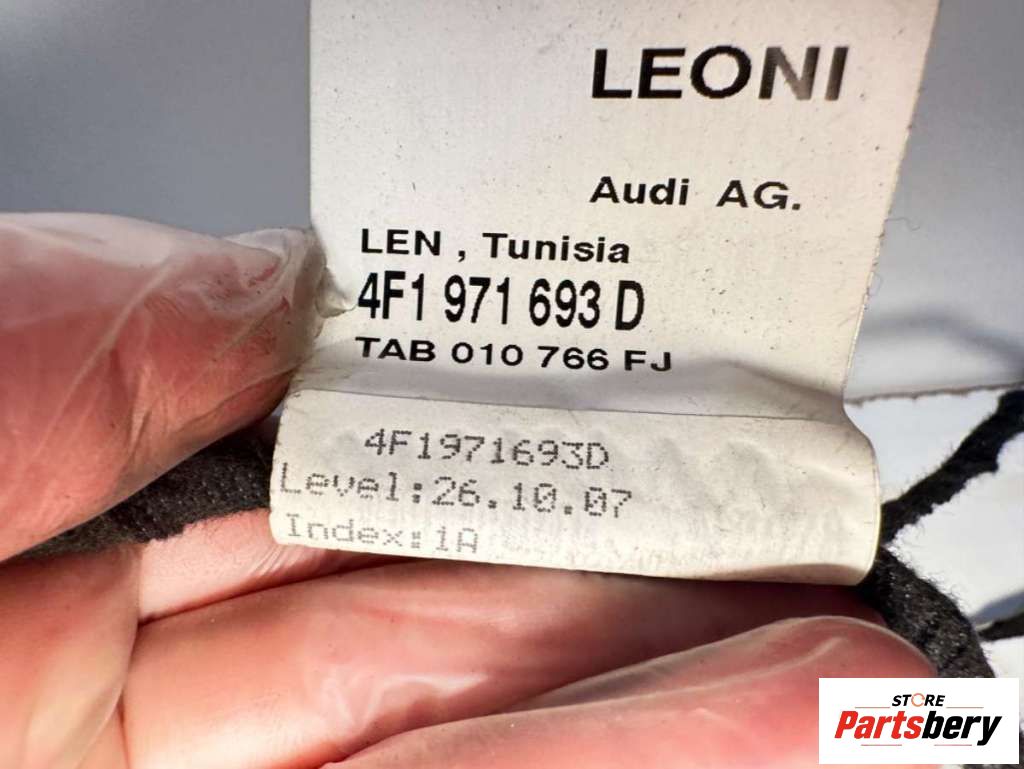 LEONI
Audi AG.
LEN , Tunisia
4F1 971 693 D
TAB 010 766 FJ
4F1971693D
Level:26.10.07
Index:1A
STORE
Partsbery